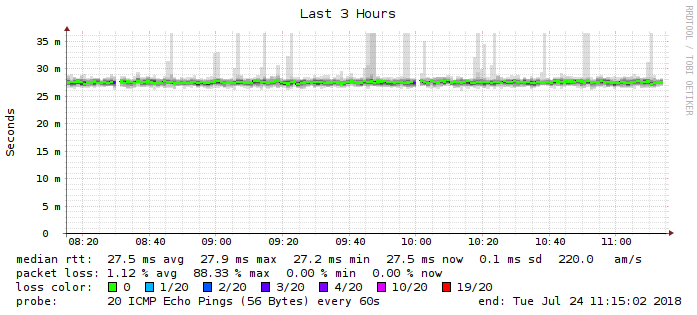 Last 3 Hours
RRDTOOL / TOBI OETIKER
Seconds
35 m
30 m
25 m
20 m
15 m
10 m
5 m
0
08:20 08:40 09:00 09:20 09:40 10:00 10:20 10:40 11:00
median rtt: 27.5 ms avg 27.9 ms max 27.2 ms min 27.5 ms now 0.1 ms sd 220.0 am/s
packet loss: 1.12 % avg 88.33 % max 0.00 % min 0.00 % now
loss color: 0 1/20 2/20 3/20 4/20 10/20 19/20
probe: 20 ICMP Echo Pings (56 Bytes) every 60s end: Tue Jul 24 11:15:02 2018